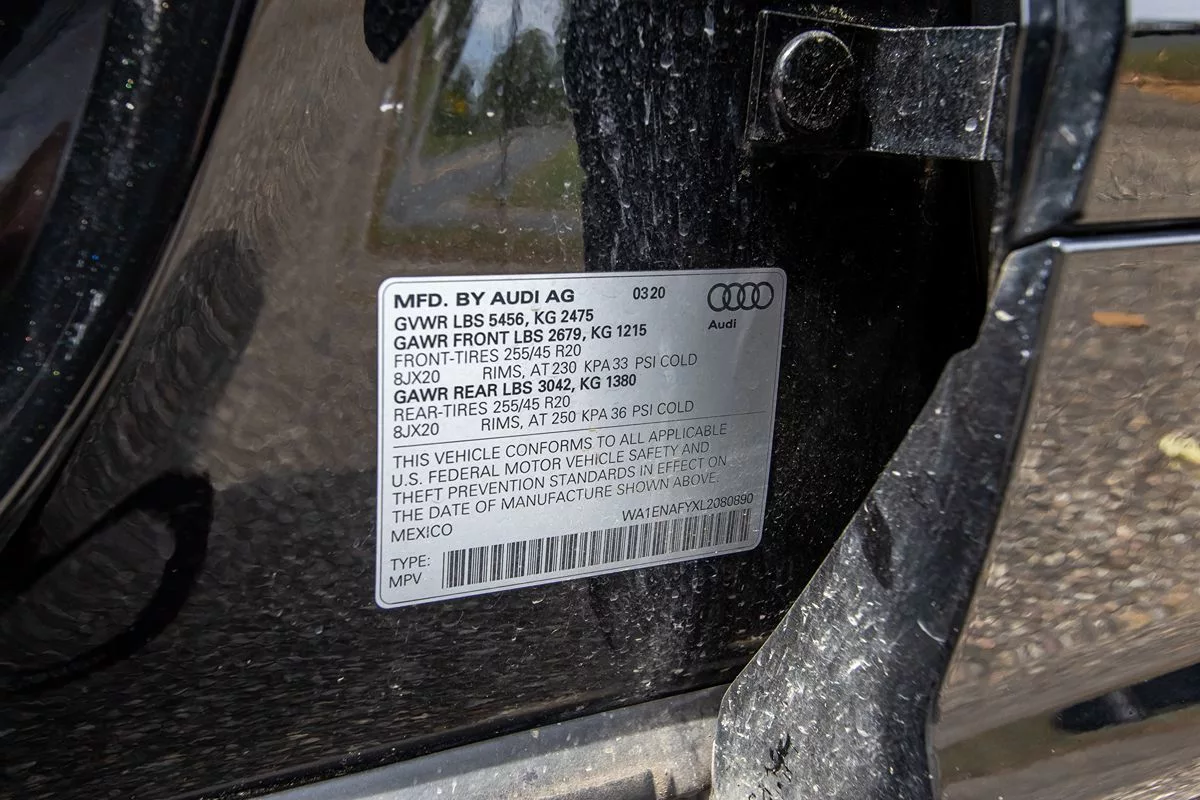 MFD. BY AUDI AG 03 20
Audi
GVWR LBS 5456, KG 2475
GAWR FRONT LBS 2679, KG 1215
FRONT-TIRES 255/45 R20
8JX20 RIMS, AT 230 KPA 33 PSI COLD
GAWR REAR LBS 3042, KG 1380
REAR-TIRES 255/45 R20
8JX20 RIMS, AT 250 KPA 36 PSI COLD
THIS VEHICLE CONFORMS TO ALL APPLICABLE
U.S. FEDERAL MOTOR VEHICLE SAFETY AND
THEFT PREVENTION STANDARDS IN EFFECT ON
THE DATE OF MANUFACTURE SHOWN ABOVE.
MEXICO WA1ENAFYXL2080890
TYPE:
MPV